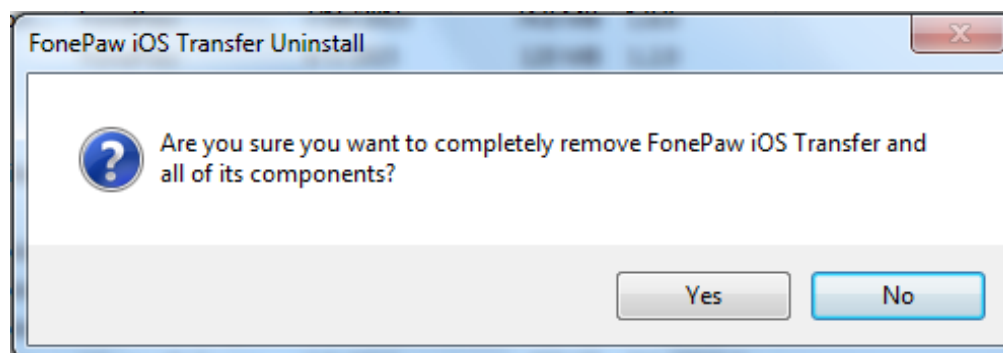 FonePaw iOS Transfer Uninstall
Are you sure you want to completely remove FonePaw iOS Transfer and
all of its components?
Yes
No